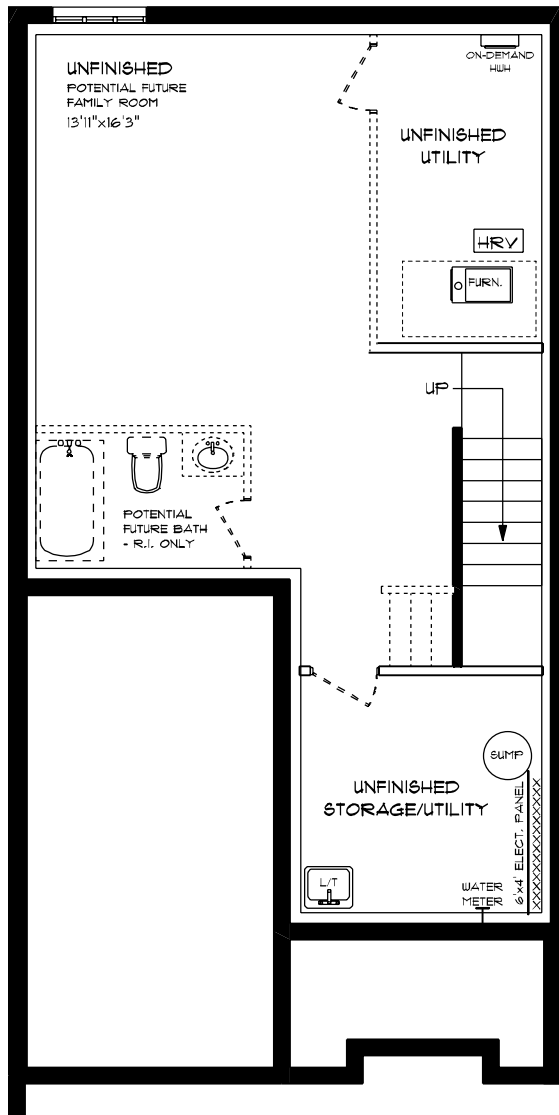 UNFINISHED
POTENTIAL FUTURE
FAMILY ROOM
13'11"x16'3"
ON-DEMAND
HWH
UNFINISHED
UTILITY
HRV
FURN.
UP
POTENTIAL
FUTURE BATH
- R.I. ONLY
SUMP
UNFINISHED
STORAGE/UTILITY
6'x4' ELECT. PANEL
L/T
WATER
METER